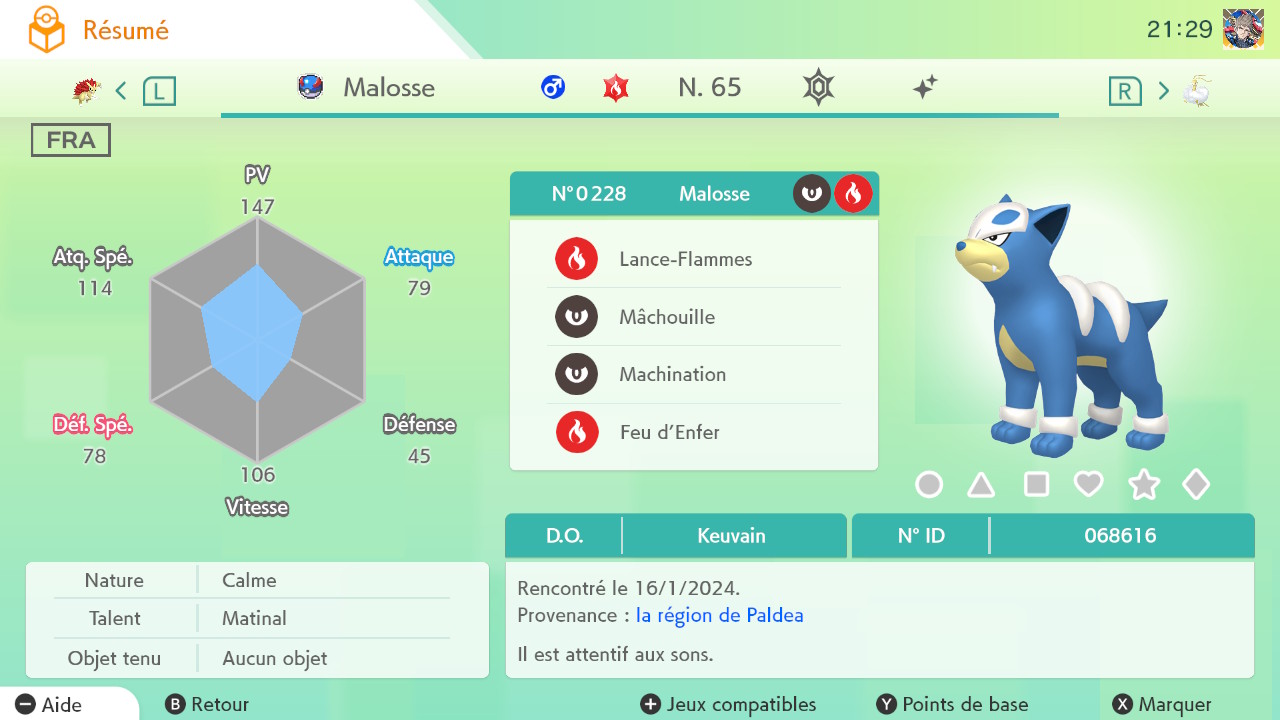 Résumé
21:29
L
Malosse
N. 65
R
FRA
PV
147
Atq. Spé.
114
Attaque
79
Déf. Spé.
78
Défense
45
106
Vitesse
N°0228 Malosse
Lance-Flammes
Mâchouille
Machination
Feu d'Enfer
D.O. Keuvain
N° ID 068616
Nature Calme
Talent Matinal
Objet tenu Aucun objet
Rencontré le 16/1/2024.
Provenance : la région de Paldea
Il est attentif aux sons.
Aide
B Retour
Jeux compatibles
Y Points de base
X Marquer